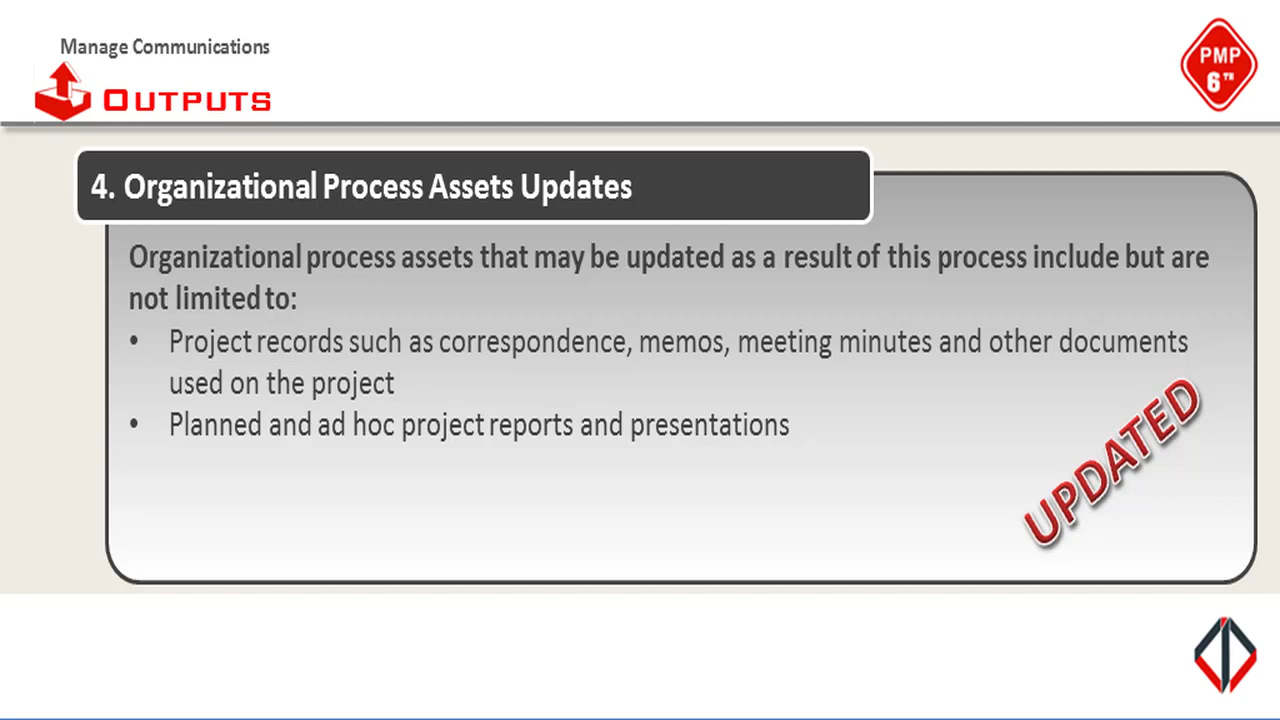 Manage Communications
OUTPUTS
PMP
6TH
4. Organizational Process Assets Updates
Organizational process assets that may be updated as a result of this process include but are
not limited to:
• Project records such as correspondence, memos, meeting minutes and other documents
used on the project
• Planned and ad hoc project reports and presentations
UPDATED